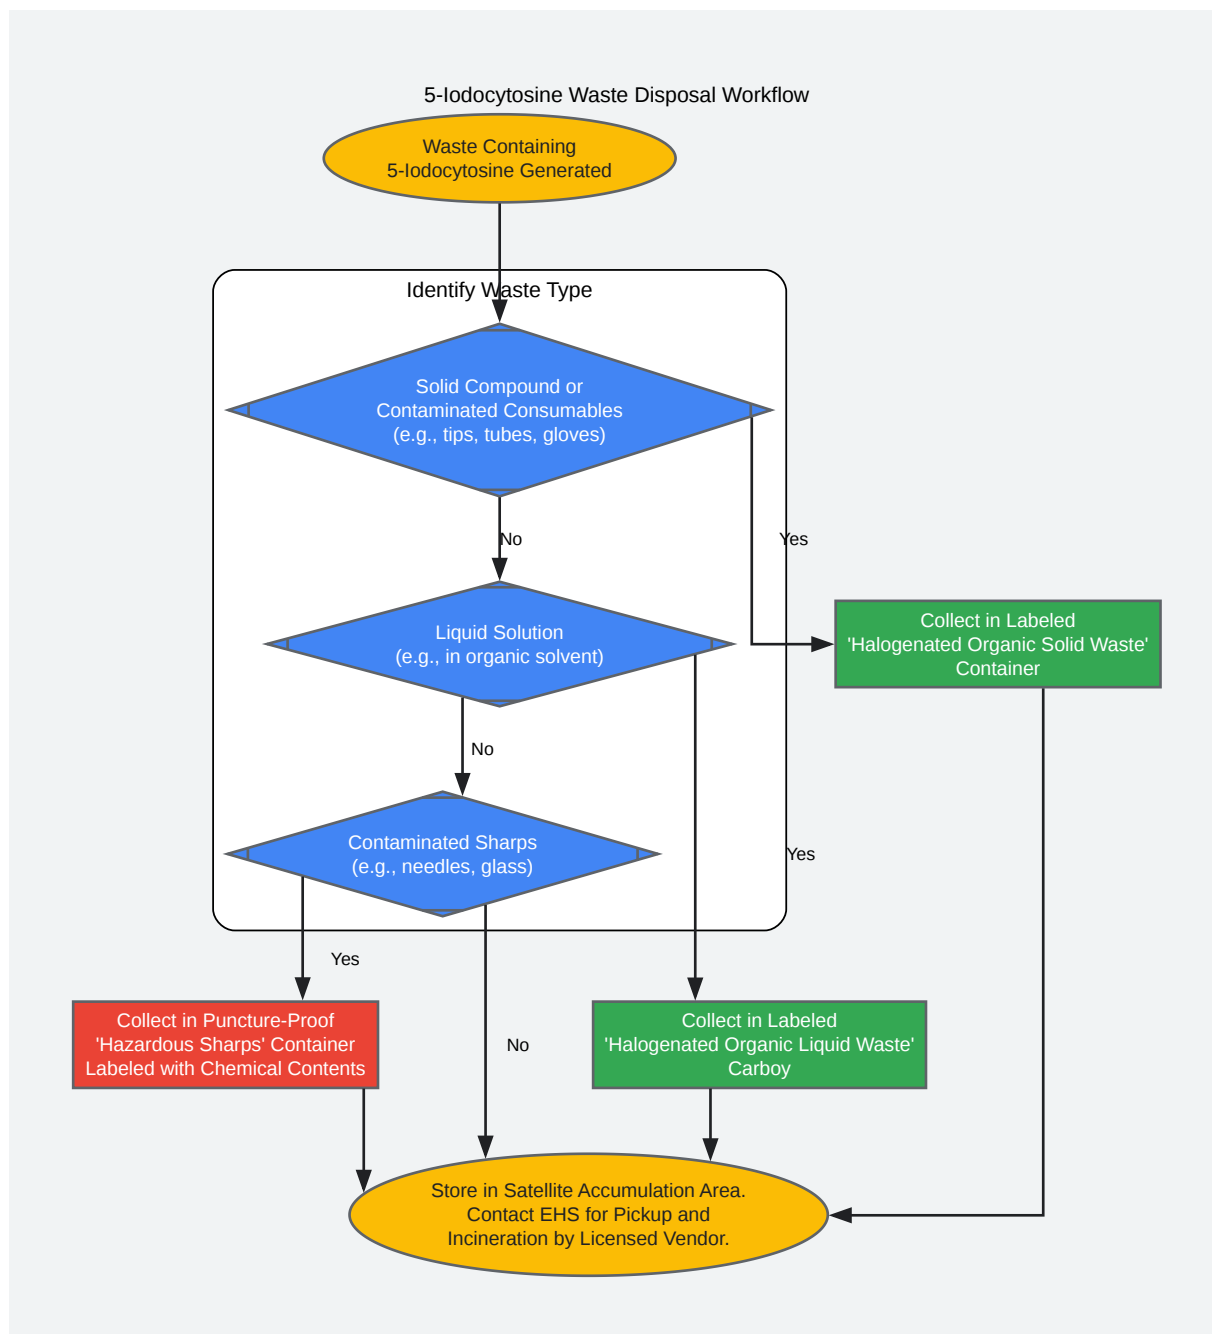 5-Iodocytosine Waste Disposal Workflow
Waste Containing
5-Iodocytosine Generated
Identify Waste Type
Solid Compound or
Contaminated Consumables
(e.g., tips, tubes, gloves)
No
Yes
Collect in Labeled
'Halogenated Organic Solid Waste'
Container
Liquid Solution
(e.g., in organic solvent)
No
Contaminated Sharps
(e.g., needles, glass)
Yes
Yes
Collect in Puncture-Proof
'Hazardous Sharps' Container
Labeled with Chemical Contents
No
Collect in Labeled
'Halogenated Organic Liquid Waste'
Carboy
Store in Satellite Accumulation Area.
Contact EHS for Pickup and
Incineration by Licensed Vendor.